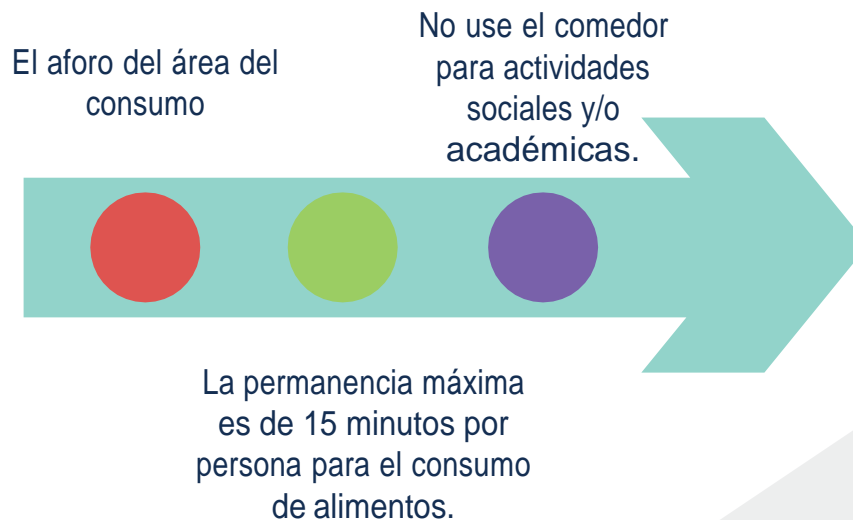 El aforo del área del
consumo
La permanencia máxima
es de 15 minutos por
persona para el consumo
de alimentos.
No use el comedor
para actividades
sociales y/o
académicas.